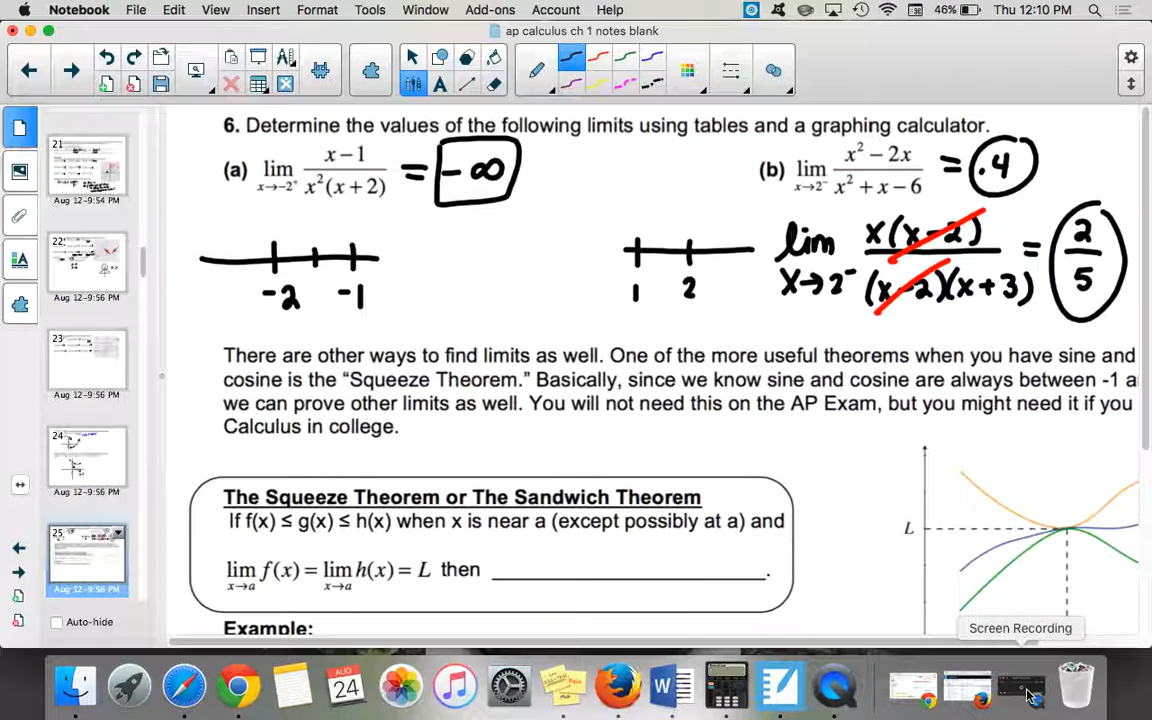 Notebook File Edit View Insert Format Tools Window Add-ons Account Help 46% Thu 12:10 PM
ap calculus ch 1 notes blank
21
Aug 12-9:54 PM
22
Aug 12-9:56 PM
23
Aug 12-9:56 PM
24
Aug 12-9:56 PM
25
Aug 12-9:56 PM
Auto-hide
6. Determine the values of the following limits using tables and a graphing calculator.
(a) lim x→-2⁺ (x−1)/(x²(x+2)) = -∞
(b) lim x→2⁻ (x²−2x)/(x²+x−6) = .4
lim x→2⁻ x(x-2)/((x-2)(x+3)) = 2/5
-2 -1
1 2
There are other ways to find limits as well. One of the more useful theorems when you have sine and
cosine is the “Squeeze Theorem.” Basically, since we know sine and cosine are always between -1 a
we can prove other limits as well. You will not need this on the AP Exam, but you might need it if you
Calculus in college.
The Squeeze Theorem or The Sandwich Theorem
If f(x) ≤ g(x) ≤ h(x) when x is near a (except possibly at a) and
lim x→a f(x) = lim x→a h(x) = L then ______________________.
L
Example:
Screen Recording
AUG
24
W